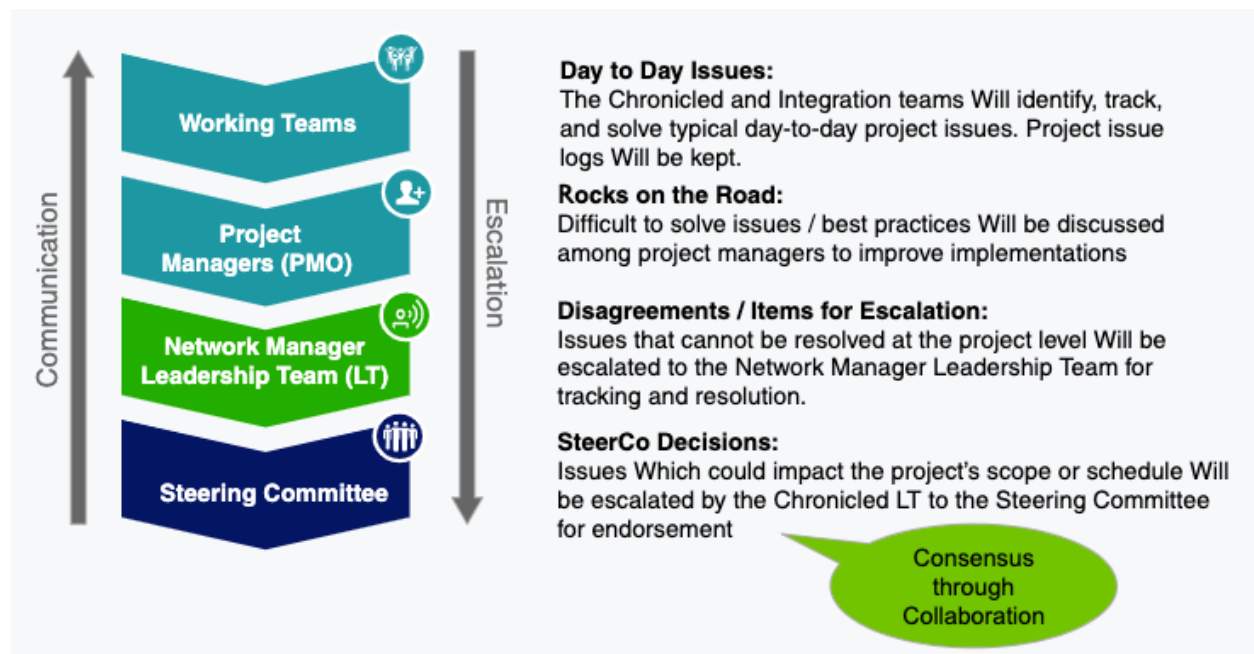 Communication
Working Teams
Project
Managers (PMO)
Network Manager
Leadership Team (LT)
Steering Committee
Escalation
Day to Day Issues:
The Chronicled and Integration teams Will identify, track,
and solve typical day-to-day project issues. Project issue
logs Will be kept.
Rocks on the Road:
Difficult to solve issues / best practices Will be discussed
among project managers to improve implementations
Disagreements / Items for Escalation:
Issues that cannot be resolved at the project level Will be
escalated to the Network Manager Leadership Team for
tracking and resolution.
SteerCo Decisions:
Issues Which could impact the project's scope or schedule Will
be escalated by the Chronicled LT to the Steering Committee
for endorsement
Consensus
through
Collaboration